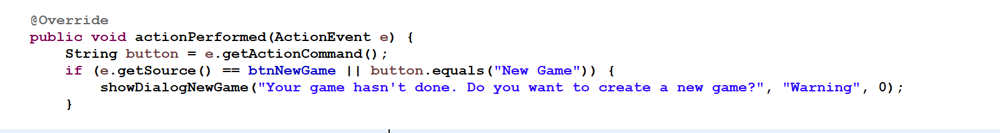 @Override
public void actionPerformed(ActionEvent e) {
    String button = e.getActionCommand();
    if (e.getSource() == btnNewGame || button.equals("New Game")) {
        showDialogNewGame("Your game hasn't done. Do you want to create a new game?", "Warning", 0);
    }